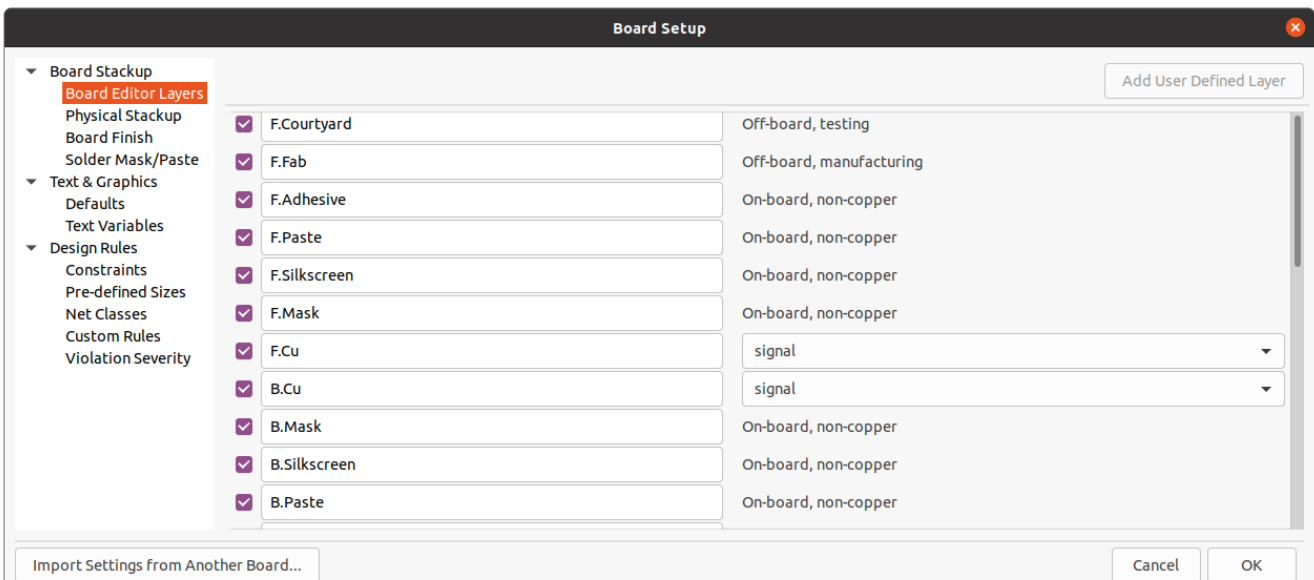 Board Setup
Board Stackup
Board Editor Layers
Physical Stackup
Board Finish
Solder Mask/Paste
Text & Graphics
Defaults
Text Variables
Design Rules
Constraints
Pre-defined Sizes
Net Classes
Custom Rules
Violation Severity
Add User Defined Layer
F.Courtyard Off-board, testing
F.Fab Off-board, manufacturing
F.Adhesive On-board, non-copper
F.Paste On-board, non-copper
F.Silkscreen On-board, non-copper
F.Mask On-board, non-copper
F.Cu signal
B.Cu signal
B.Mask On-board, non-copper
B.Silkscreen On-board, non-copper
B.Paste On-board, non-copper
Import Settings from Another Board...
Cancel OK